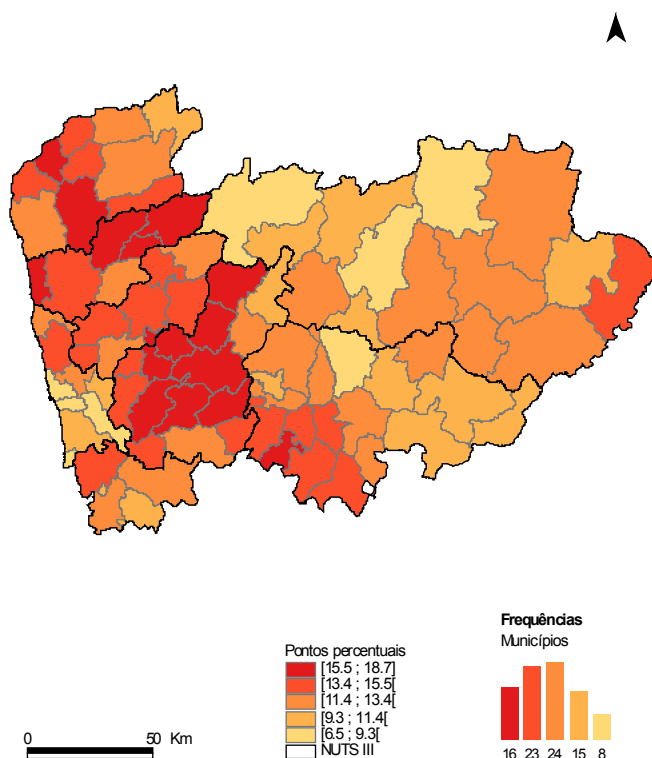 Frequências
Municípios
Pontos percentuais
[15.5 ; 18.7]
[13.4 ; 15.5[
[11.4 ; 13.4[
[9.3 ; 11.4[
[6.5 ; 9.3[
NUTS III
0 50 Km
16 23 24 15 8